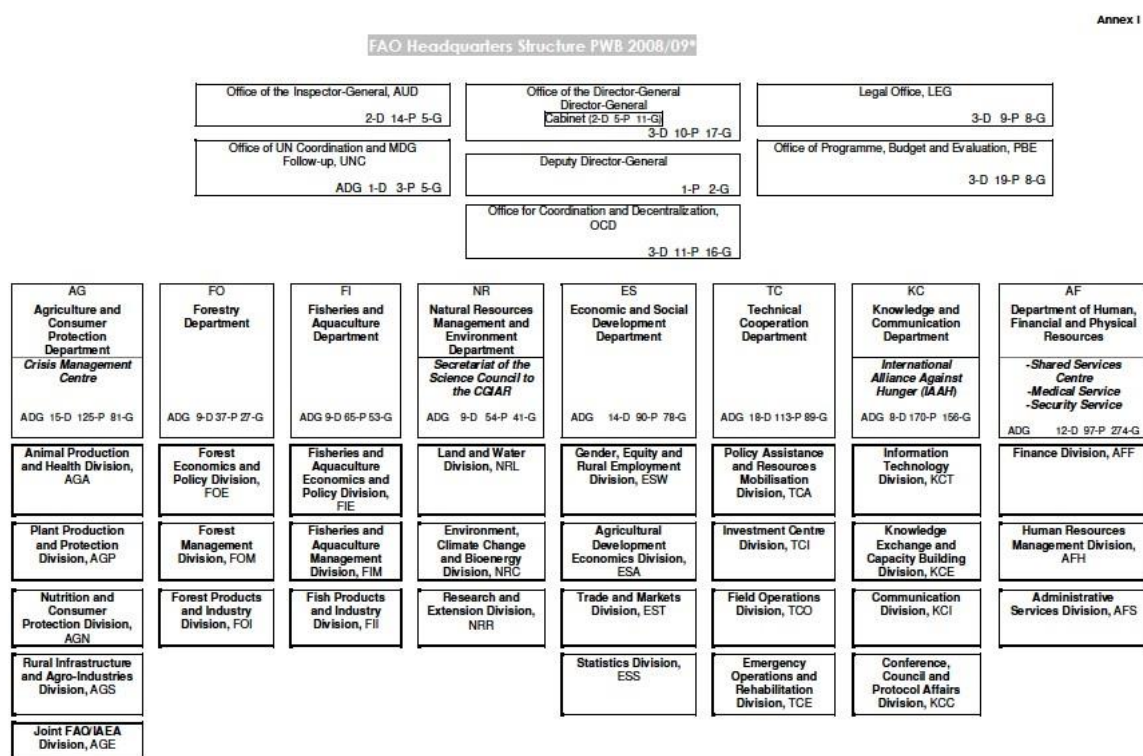 Annex I
FAO Headquarters Structure PWB 2008/09*
Office of the Inspector-General, AUD
2-D 14-P 5-G
Office of the Director-General
Director-General
Cabinet (2-D 5-P 11-G)
3-D 10-P 17-G
Legal Office, LEG
3-D 9-P 8-G
Office of UN Coordination and MDG
Follow-up, UNC
ADG 1-D 3-P 5-G
Deputy Director-General
1-P 2-G
Office of Programme, Budget and Evaluation, PBE
3-D 19-P 8-G
Office for Coordination and Decentralization,
OCD
3-D 11-P 16-G
AG
Agriculture and
Consumer
Protection
Department
Crisis Management
Centre
ADG 15-D 125-P 81-G
FO
Forestry
Department
ADG 9-D 37-P 27-G
FI
Fisheries and
Aquaculture
Department
ADG 9-D 65-P 53-G
NR
Natural Resources
Management and
Environment
Department
Secretariat of the
Science Council to
the CGIAR
ADG 9-D 54-P 41-G
ES
Economic and Social
Development
Department
ADG 14-D 90-P 78-G
TC
Technical
Cooperation
Department
ADG 18-D 113-P 89-G
KC
Knowledge and
Communication
Department
International
Alliance Against
Hunger (IAAH)
ADG 8-D 170-P 156-G
AF
Department of Human,
Financial and Physical
Resources
-Shared Services
Centre
-Medical Service
-Security Service
ADG 12-D 97-P 274-G
Animal Production
and Health Division,
AGA
Forest
Economics and
Policy Division,
FOE
Fisheries and
Aquaculture
Economics and
Policy Division,
FIE
Land and Water
Division, NRL
Gender, Equity and
Rural Employment
Division, ESW
Policy Assistance
and Resources
Mobilisation
Division, TCA
Information
Technology
Division, KCT
Finance Division, AFF
Plant Production
and Protection
Division, AGP
Forest
Management
Division, FOM
Fisheries and
Aquaculture
Management
Division, FIM
Environment,
Climate Change
and Bioenergy
Division, NRC
Agricultural
Development
Economics Division,
ESA
Investment Centre
Division, TCI
Knowledge
Exchange and
Capacity Building
Division, KCE
Human Resources
Management Division,
AFH
Nutrition and
Consumer
Protection Division,
AGN
Forest Products
and Industry
Division, FOI
Fish Products
and Industry
Division, FII
Research and
Extension Division,
NRR
Trade and Markets
Division, EST
Field Operations
Division, TCO
Communication
Division, KCI
Administrative
Services Division, AFS
Rural Infrastructure
and Agro-Industries
Division, AGS
Statistics Division,
ESS
Emergency
Operations and
Rehabilitation
Division, TCE
Conference,
Council and
Protocol Affairs
Division, KCC
Joint FAO/IAEA
Division, AGE